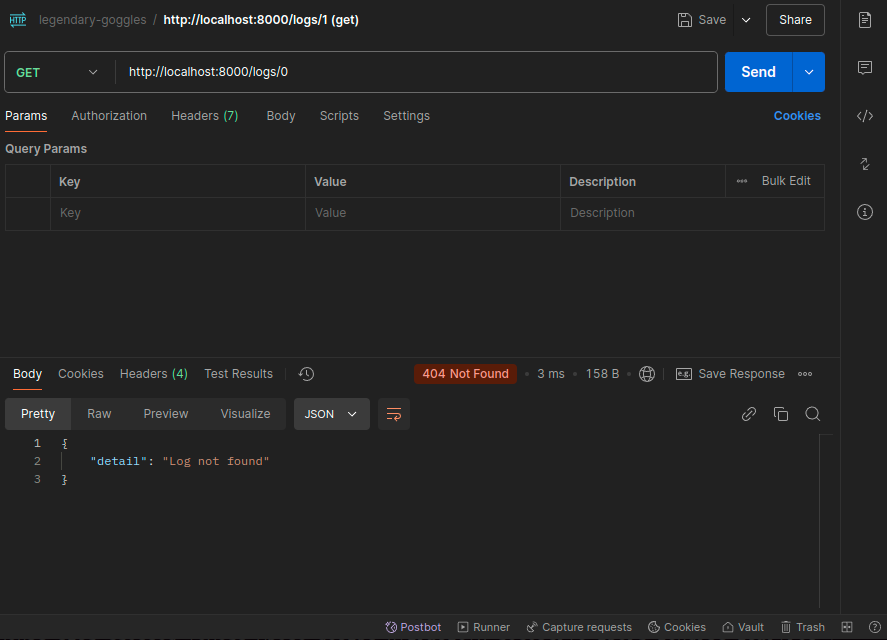 HTTP legendary-goggles / http://localhost:8000/logs/1 (get) Save Share
GET http://localhost:8000/logs/0 Send
Params Authorization Headers (7) Body Scripts Settings Cookies
Query Params
Key Value Description Bulk Edit
Key Value Description
Body Cookies Headers (4) Test Results 404 Not Found • 3 ms • 158 B • e.g. Save Response
Pretty Raw Preview Visualize JSON
1 {
2 "detail": "Log not found"
3 }
Postbot Runner Capture requests Cookies Vault Trash